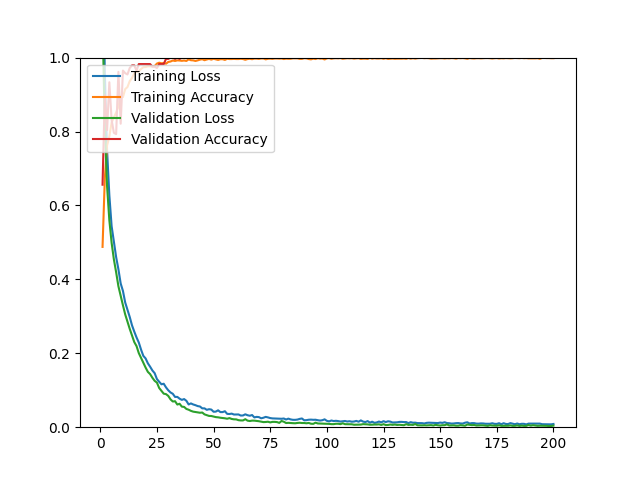 1.0
Training Loss
Training Accuracy
Validation Loss
Validation Accuracy
0.8
0.6
0.4
0.2
0.0
0 25 50 75 100 125 150 175 200